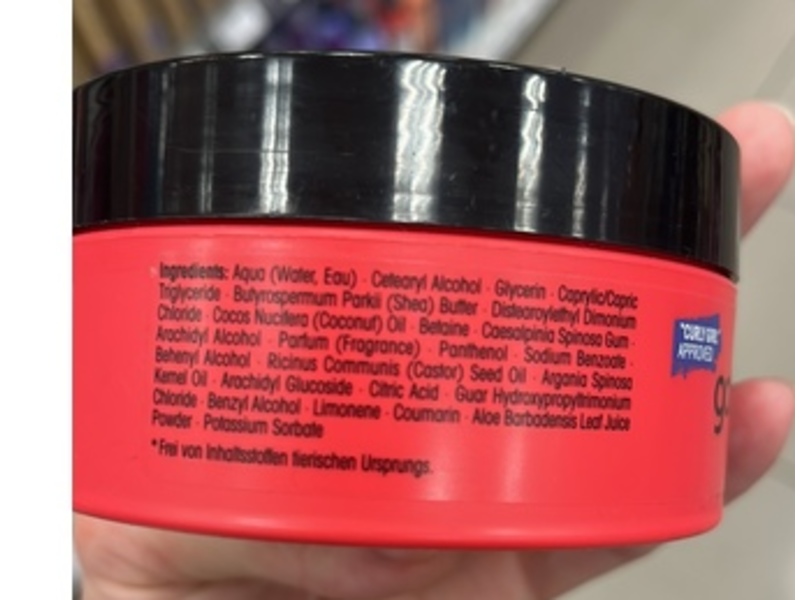 Ingredients: Aqua (Water, Eau) · Cetearyl Alcohol · Glycerin · Caprylic/Capric
Triglyceride · Butyrospermum Parkii (Shea) Butter · Distearoylethyl Dimonium
Chloride · Cocos Nucifera (Coconut) Oil · Betaine · Caesalpinia Spinosa Gum ·
Arachidyl Alcohol · Parfum (Fragrance) · Panthenol · Sodium Benzoate ·
Behenyl Alcohol · Ricinus Communis (Castor) Seed Oil · Argania Spinosa
Kernel Oil · Arachidyl Glucoside · Citric Acid · Guar Hydroxypropyltrimonium
Chloride · Benzyl Alcohol · Limonene · Coumarin · Aloe Barbadensis Leaf Juice
Powder · Potassium Sorbate
*Frei von Inhaltsstoffen tierischen Ursprungs.
"CURLY GIRL"
APPROVED